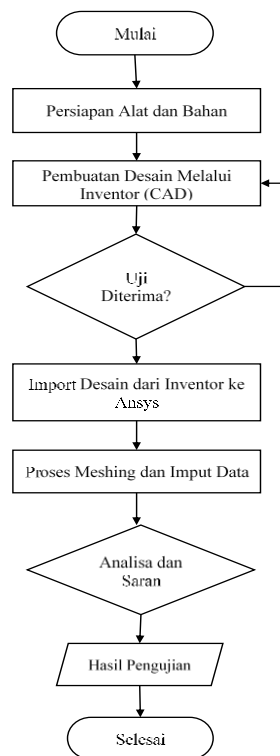 Mulai
Persiapan Alat dan Bahan
Pembuatan Desain Melalui
Inventor (CAD)
Uji
Diterima?
Import Desain dari Inventor ke
Ansys
Proses Meshing dan Imput Data
Analisa dan
Saran
Hasil Pengujian
Selesai